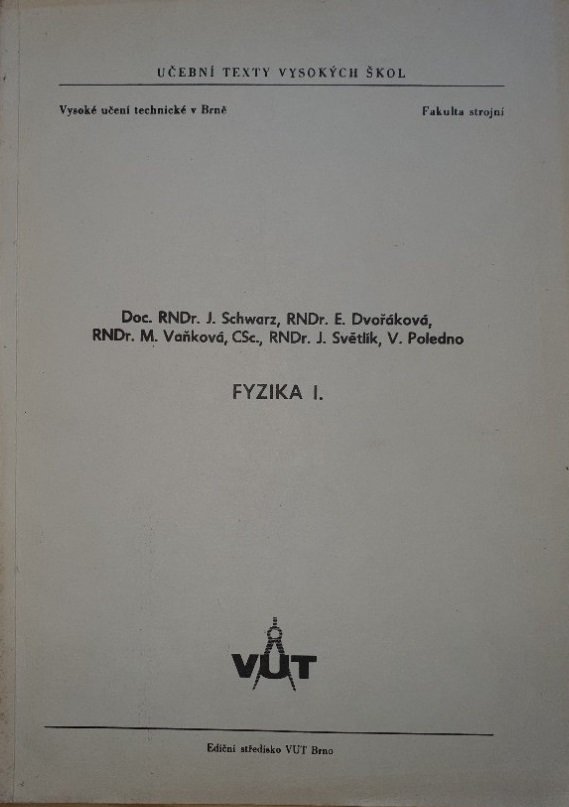 UČEBNÍ TEXTY VYSOKÝCH ŠKOL
Vysoké učení technické v Brně Fakulta strojní
Doc. RNDr. J. Schwarz, RNDr. E. Dvořáková,
RNDr. M. Vaňková, CSc., RNDr. J. Světlík, V. Poledno
FYZIKA I.
VUT
Ediční středisko VUT Brno